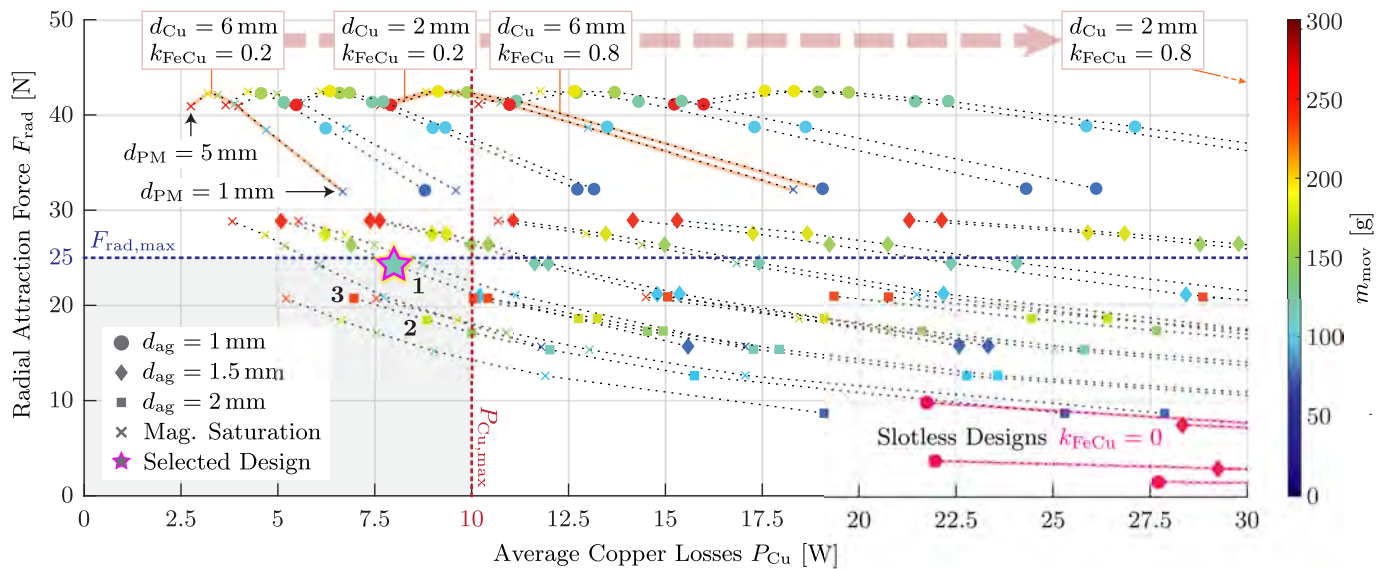 50
40
30
25
20
10
0
Radial Attraction Force F_rad [N]
d_Cu = 6 mm
k_FeCu = 0.2
d_Cu = 2 mm
k_FeCu = 0.2
d_Cu = 6 mm
k_FeCu = 0.8
d_Cu = 2 mm
k_FeCu = 0.8
d_PM = 5 mm
d_PM = 1 mm
F_rad,max
1
3
2
d_ag = 1 mm
d_ag = 1.5 mm
d_ag = 2 mm
Mag. Saturation
Selected Design
P_Cu,max
Slotless Designs k_FeCu = 0
0 2.5 5 7.5 10 12.5 15 17.5 20 22.5 25 27.5 30
Average Copper Losses P_Cu [W]
300
250
200
150
100
50
0
m_mov [g]